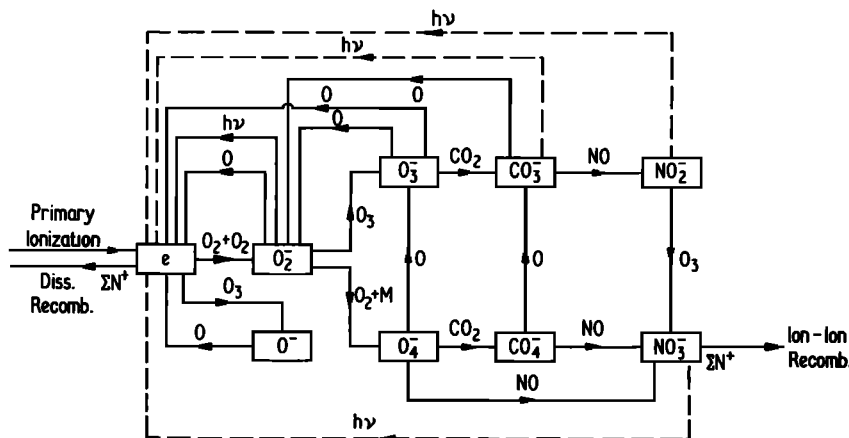 hν
hν
O
O
hν
O
O
CO₂
NO
O₃⁻
CO₃⁻
NO₂⁻
Primary
Ionization
O₃
e
O₂+O₂
O₂⁻
O
O
O₃
Diss.
Recomb.
ΣN⁺
O₃
O₂+M
O
O⁻
CO₂
NO
O₄⁻
CO₄⁻
NO₃⁻
Ion-Ion
Recomb.
ΣN⁺
NO
hν